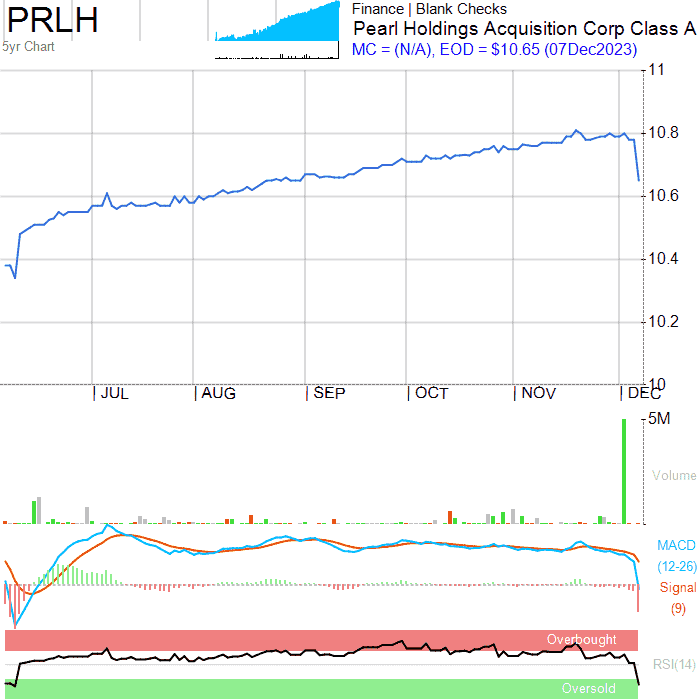 PRLH
5yr Chart
Finance | Blank Checks
Pearl Holdings Acquisition Corp Class A
MC = (N/A), EOD = $10.65 (07Dec2023)
11
10.8
10.6
10.4
10.2
10
JUL AUG SEP OCT NOV DEC
5M
Volume
MACD
(12-26)
Signal
(9)
Overbought
RSI(14)
Oversold